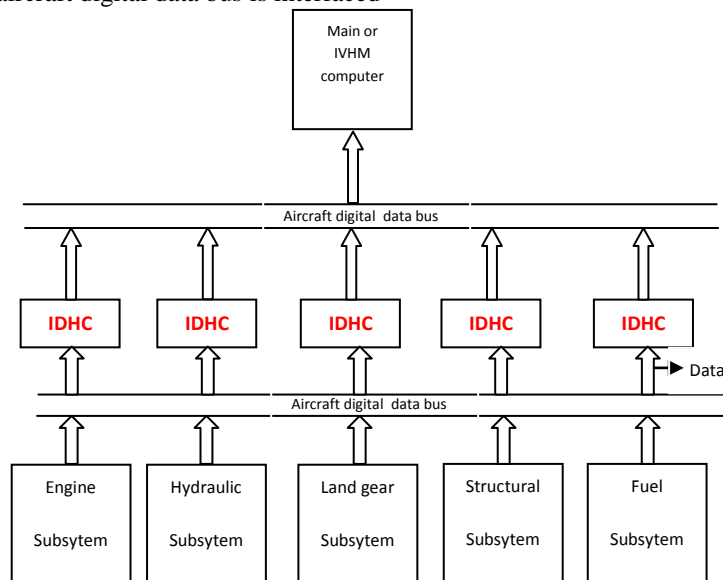 aircraft digital data bus is interfaced
Main or
IVHM
computer
Aircraft digital data bus
IDHC IDHC IDHC IDHC IDHC
Data
Aircraft digital data bus
Engine Hydraulic Land gear Structural Fuel
Subsytem Subsytem Subsytem Subsytem Subsytem